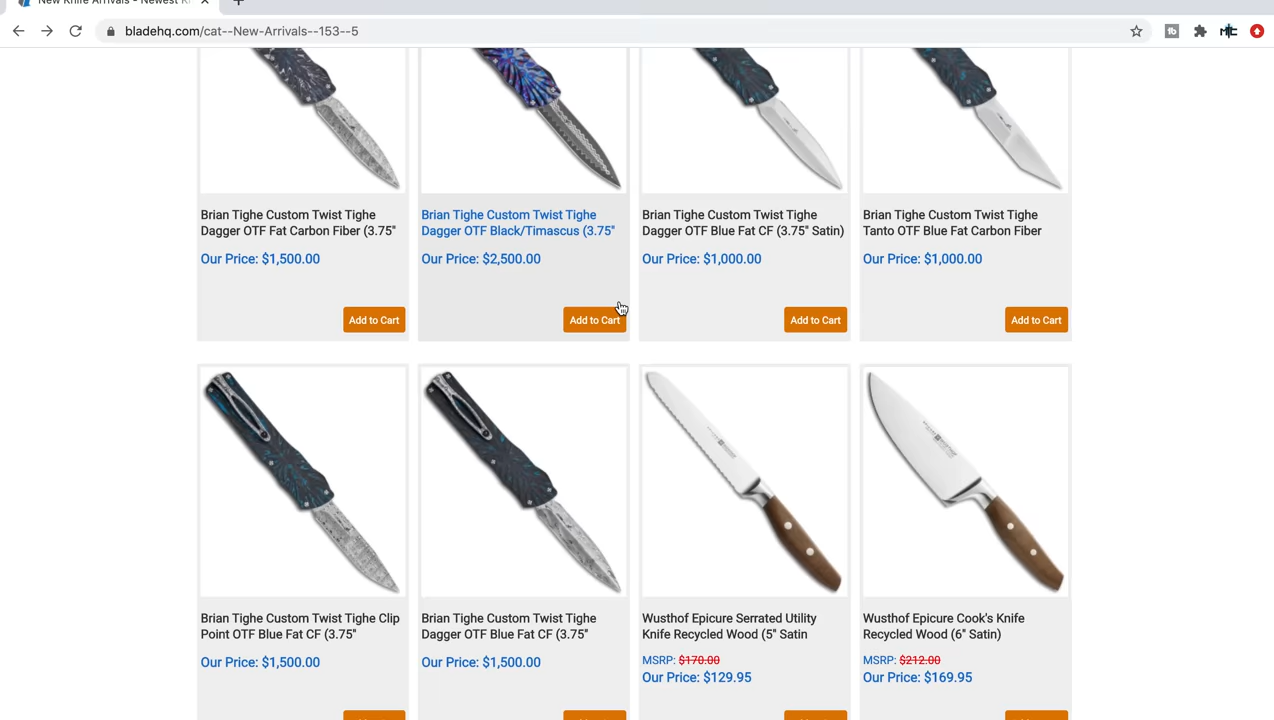 New Knife Arrivals - Newest K
bladehq.com/cat--New-Arrivals--153--5
Brian Tighe Custom Twist Tighe
Dagger OTF Fat Carbon Fiber (3.75"
Our Price: $1,500.00
Add to Cart
Brian Tighe Custom Twist Tighe
Dagger OTF Black/Timascus (3.75"
Our Price: $2,500.00
Add to Cart
Brian Tighe Custom Twist Tighe
Dagger OTF Blue Fat CF (3.75" Satin)
Our Price: $1,000.00
Add to Cart
Brian Tighe Custom Twist Tighe
Tanto OTF Blue Fat Carbon Fiber
Our Price: $1,000.00
Add to Cart
Brian Tighe Custom Twist Tighe Clip
Point OTF Blue Fat CF (3.75"
Our Price: $1,500.00
Brian Tighe Custom Twist Tighe
Dagger OTF Blue Fat CF (3.75"
Our Price: $1,500.00
Wusthof Epicure Serrated Utility
Knife Recycled Wood (5" Satin
MSRP: $170.00
Our Price: $129.95
Wusthof Epicure Cook's Knife
Recycled Wood (6" Satin)
MSRP: $212.00
Our Price: $169.95